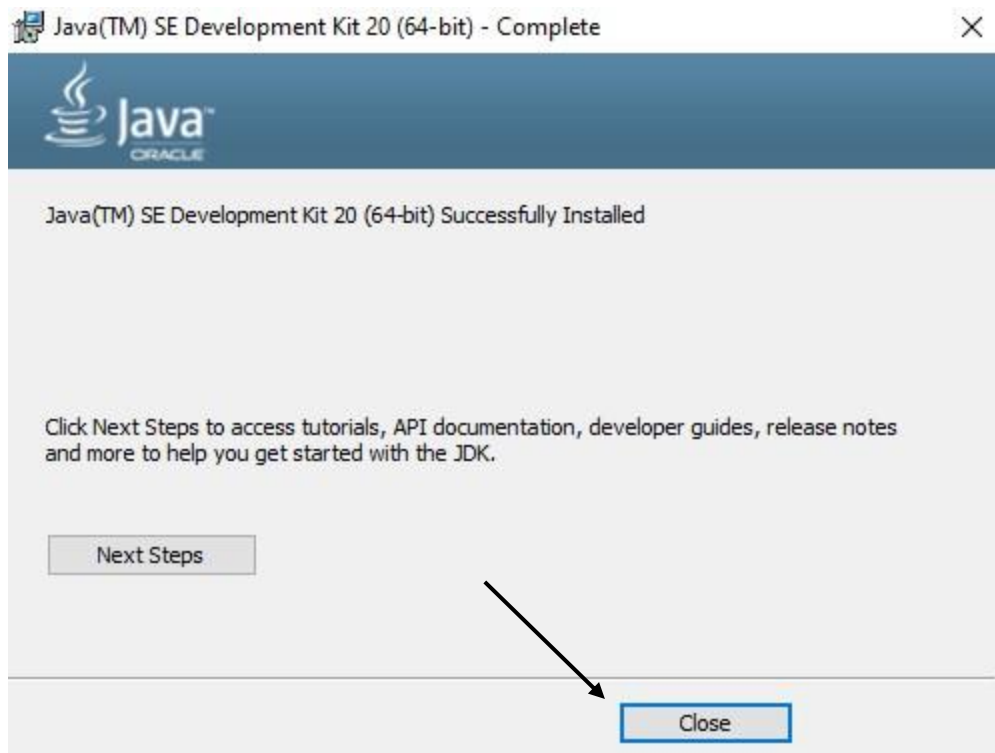 Java(TM) SE Development Kit 20 (64-bit) - Complete
Java™
ORACLE
Java(TM) SE Development Kit 20 (64-bit) Successfully Installed
Click Next Steps to access tutorials, API documentation, developer guides, release notes
and more to help you get started with the JDK.
Next Steps
Close